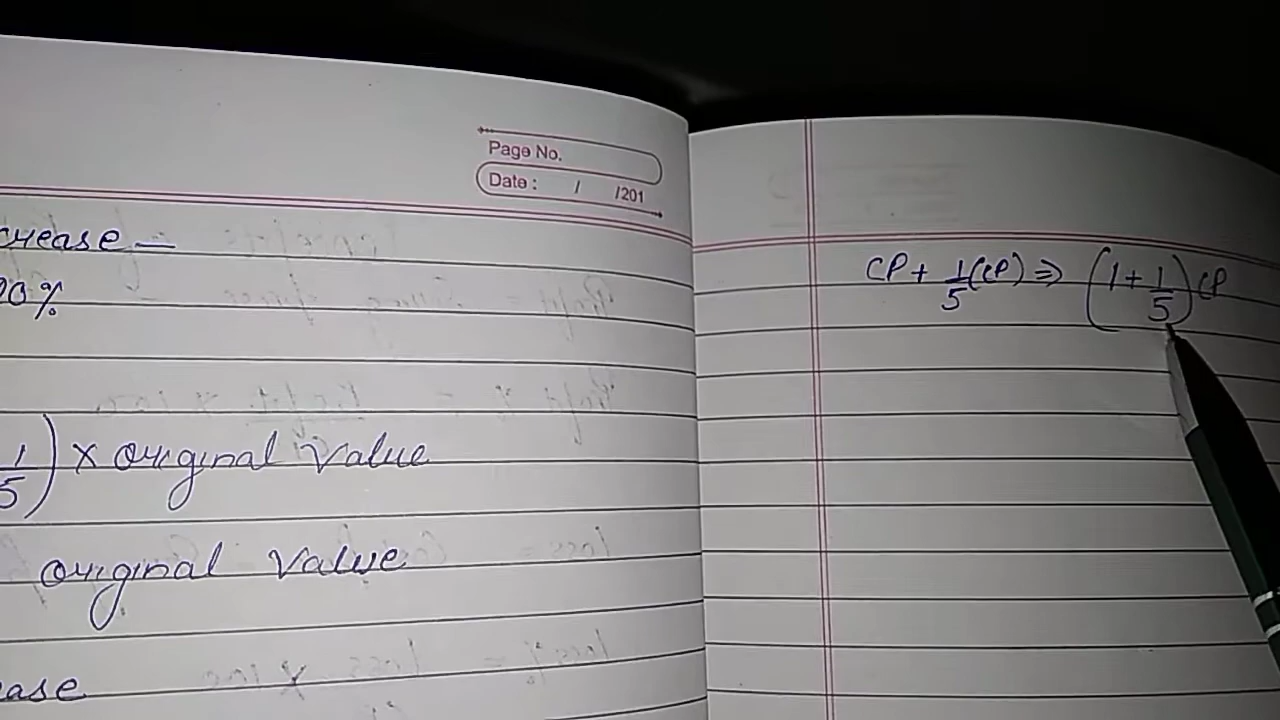 Page No.
Date : / /201
crease —
20%
1/5) × original value
original value
ease
CP + 1/5(CP) ⇒ (1 + 1/5)CP